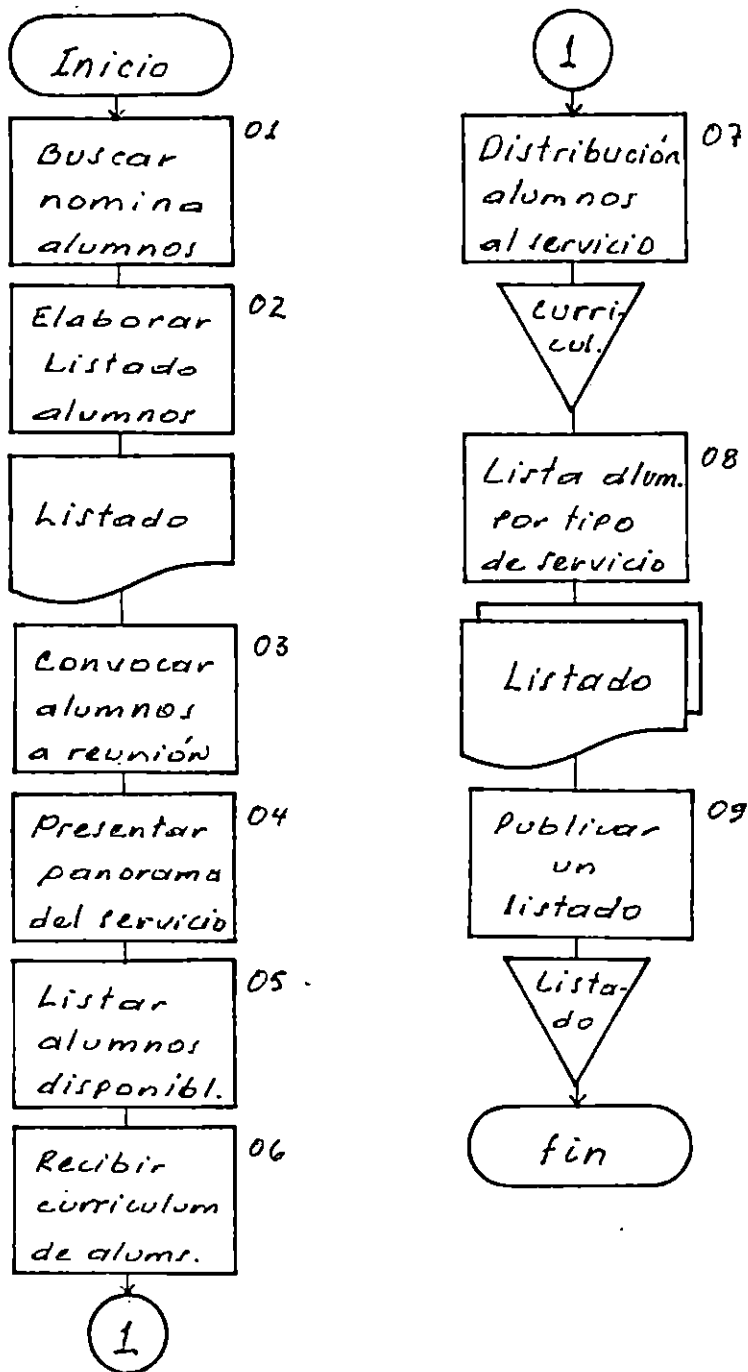 Inicio
01
Buscar
nomina
alumnos
02
Elaborar
Listado
alumnos
Listado
03
Convocar
alumnos
a reunión
04
Presentar
panorama
del servicio
05
Listar
alumnos
disponibl.
06
Recibir
curriculum
de alums.
1
1
07
Distribución
alumnos
al servicio
Curri-
cul.
08
Lista alum.
por tipo
de servicio
Listado
09
Publicar
un
listado
Lista-
do
fin